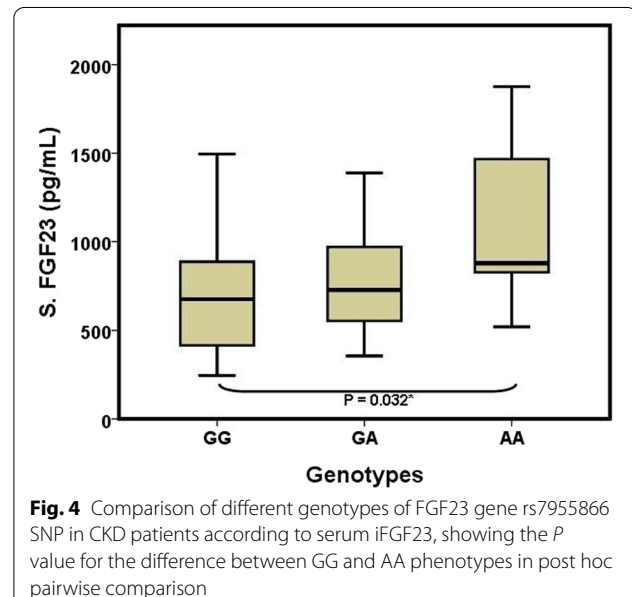 2000
1500
1000
500
0
S. FGF23 (pg/mL)
P = 0.032*
GG GA AA
Genotypes
Fig. 4 Comparison of different genotypes of FGF23 gene rs7955866
SNP in CKD patients according to serum iFGF23, showing the P
value for the difference between GG and AA phenotypes in post hoc
pairwise comparison